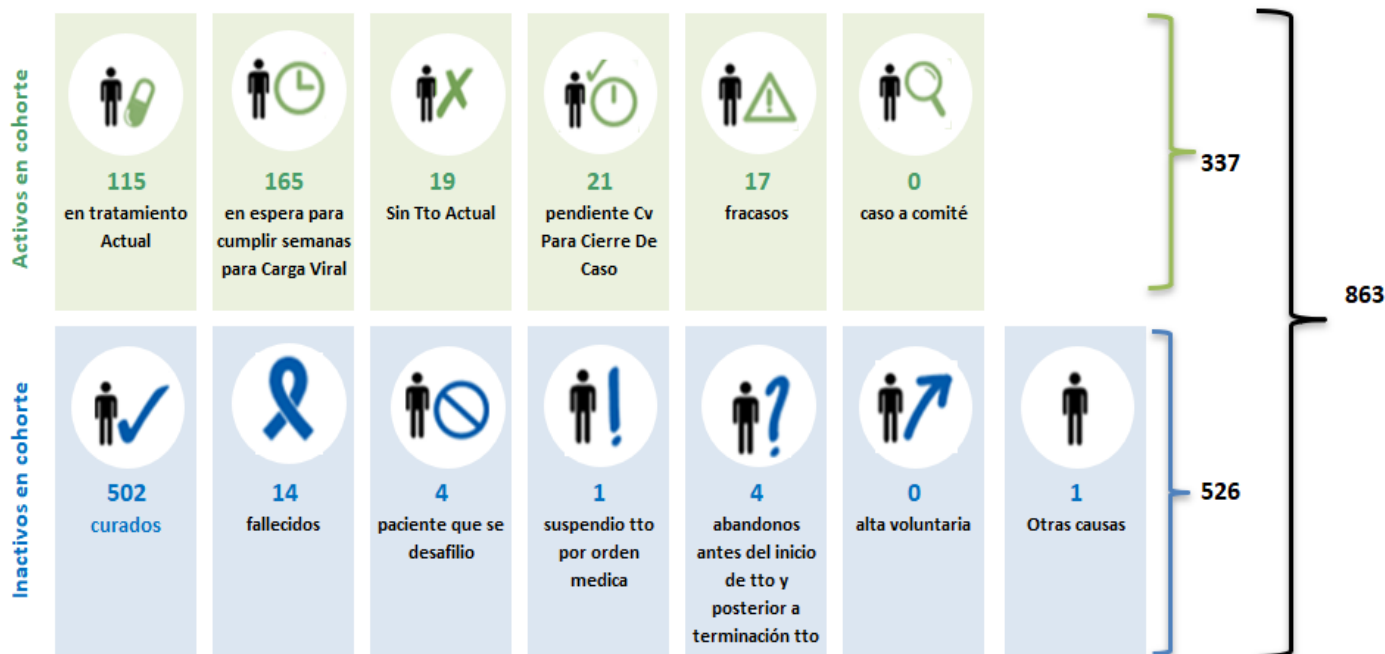 Activos en cohorte
115
en tratamiento
Actual
165
en espera para
cumplir semanas
para Carga Viral
19
Sin Tto Actual
21
pendiente Cv
Para Cierre De
Caso
17
fracasos
0
caso a comité
337
863
Inactivos en cohorte
502
curados
14
fallecidos
4
paciente que se
desafilio
1
suspendio tto
por orden
medica
4
abandonos
antes del inicio
de tto y
posterior a
terminación tto
0
alta voluntaria
1
Otras causas
526